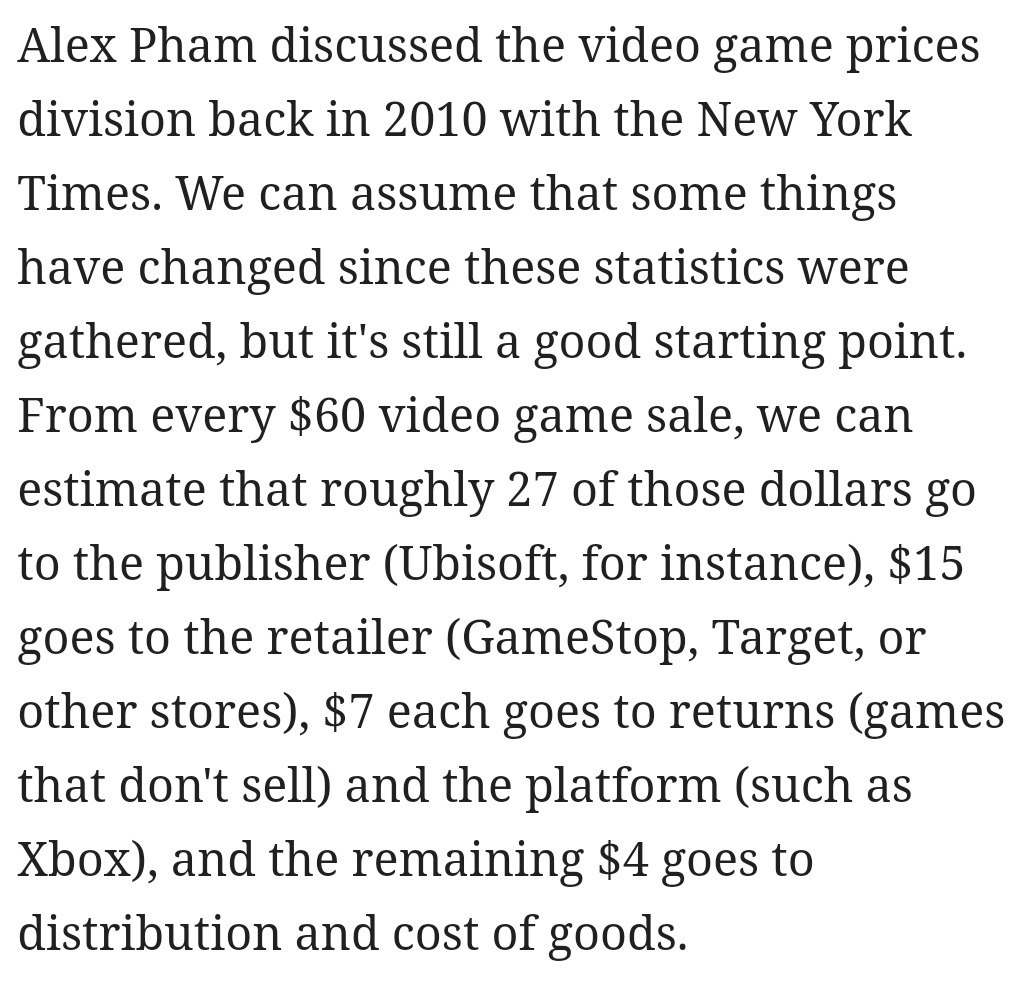 Alex Pham discussed the video game prices
division back in 2010 with the New York
Times. We can assume that some things
have changed since these statistics were
gathered, but it's still a good starting point.
From every $60 video game sale, we can
estimate that roughly 27 of those dollars go
to the publisher (Ubisoft, for instance), $15
goes to the retailer (GameStop, Target, or
other stores), $7 each goes to returns (games
that don't sell) and the platform (such as
Xbox), and the remaining $4 goes to
distribution and cost of goods.